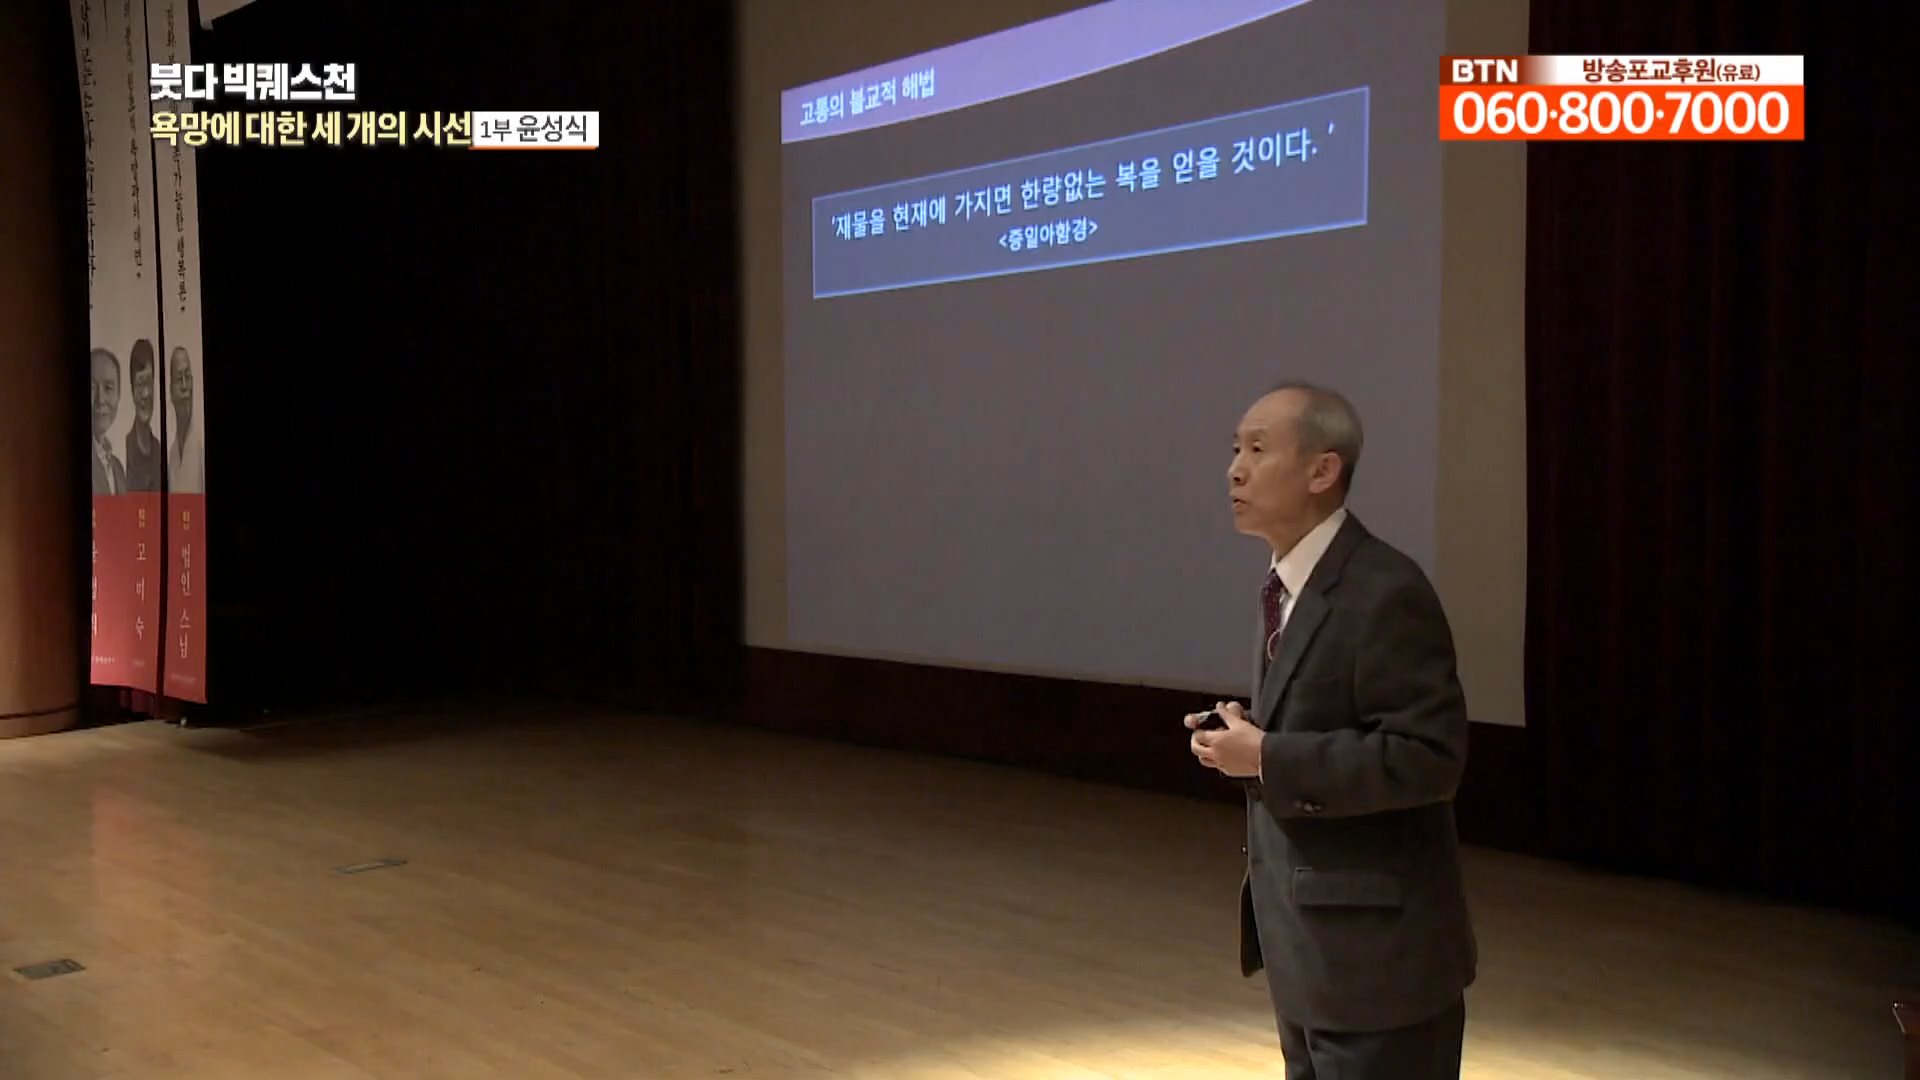 붓다 빅퀘스천
욕망에 대한 세 개의 시선 1부 윤성식
BTN 방송포교후원(유료)
060·800·7000
고통의 불교적 해법
‘재물을 현재에 가지면 한량없는 복을 얻을 것이다. ’
<증일아함경>
고 미 숙
법 인 스 님